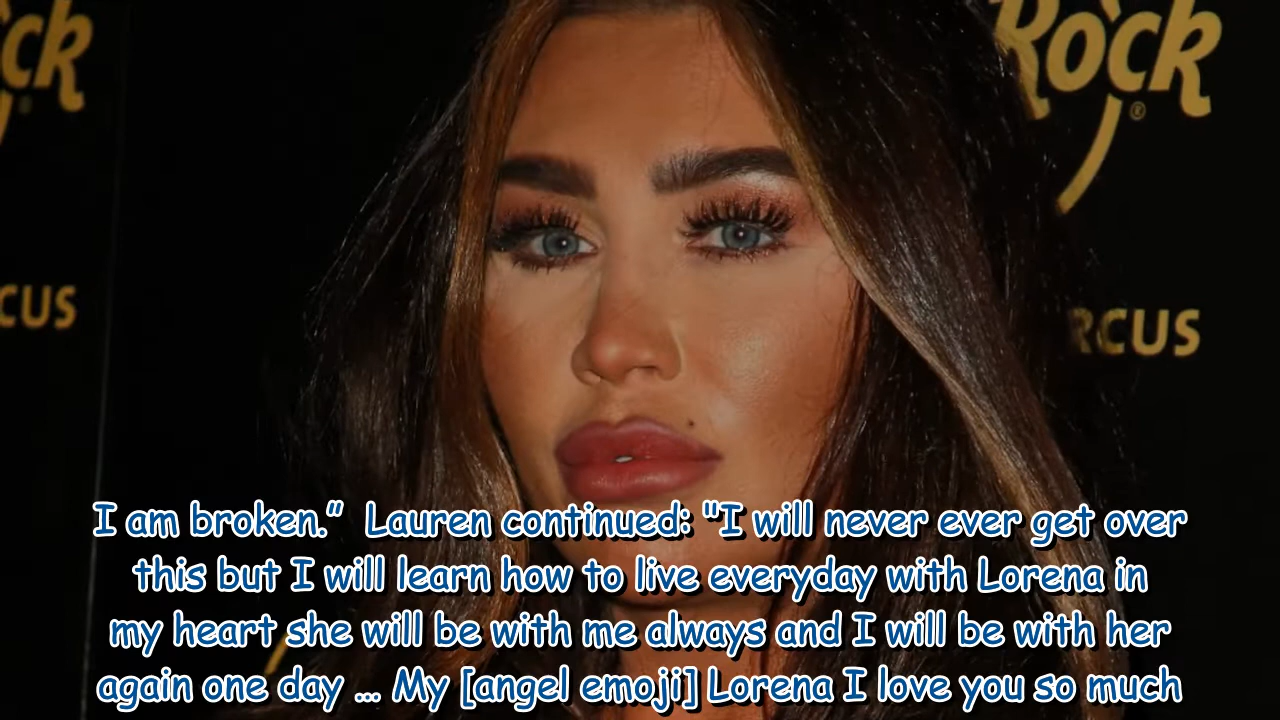 ock
®
Rock
®
CUS
RCUS
I am broken.”  Lauren continued: "I will never ever get over
this but I will learn how to live everyday with Lorena in
my heart she will be with me always and I will be with her
again one day ... My [angel emoji] Lorena I love you so much